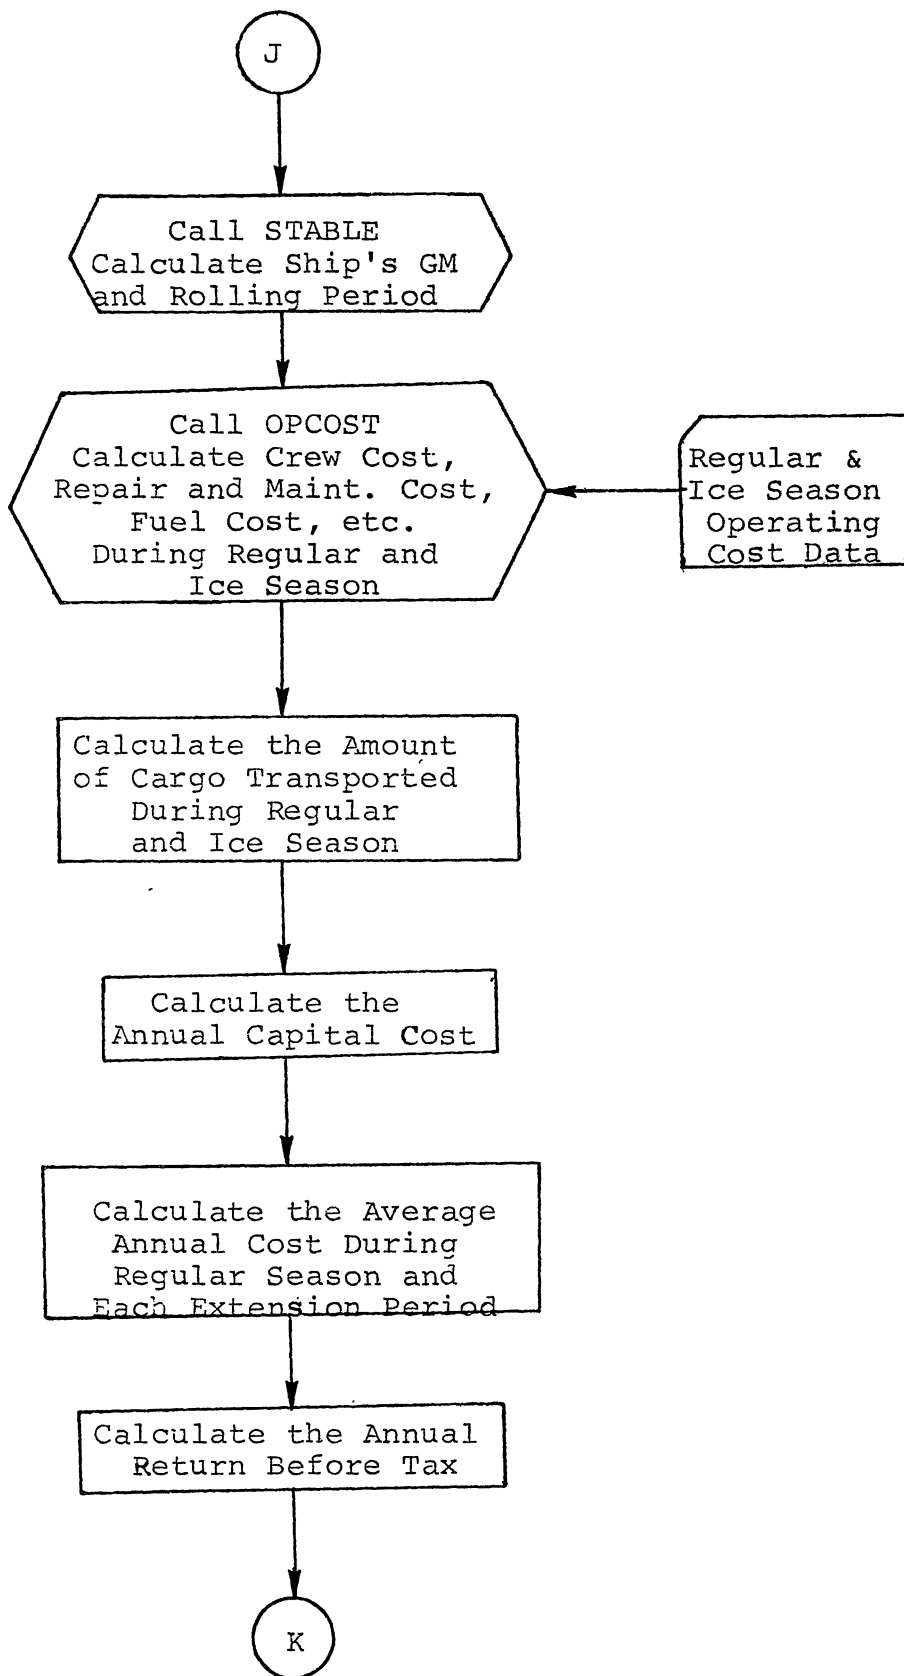 J
Call STABLE
Calculate Ship's GM
and Rolling Period
Call OPCOST
Calculate Crew Cost,
Repair and Maint. Cost,
Fuel Cost, etc.
During Regular and
Ice Season
Regular &
Ice Season
Operating
Cost Data
Calculate the Amount
of Cargo Transported
During Regular
and Ice Season
Calculate the
Annual Capital Cost
Calculate the Average
Annual Cost During
Regular Season and
Each Extension Period
Calculate the Annual
Return Before Tax
K